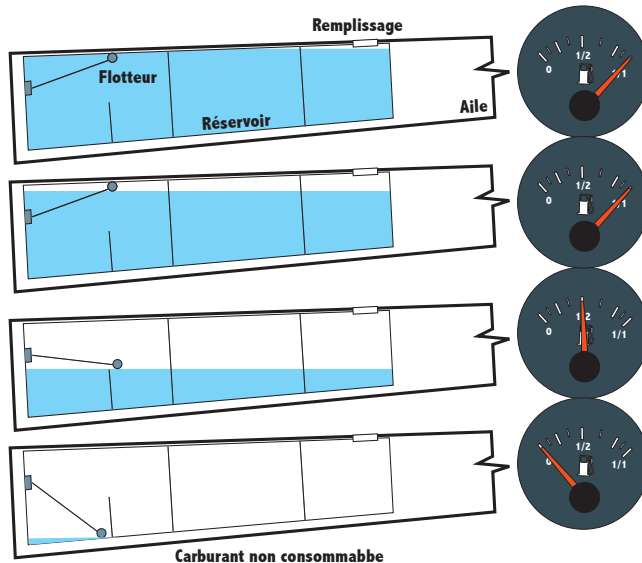 Remplissage
Flotteur
Réservoir
Aile
0 1/2 1/1
0 1/2 1/1
0 1/2 1/1
0 1/2 1/1
Carburant non consommabbe